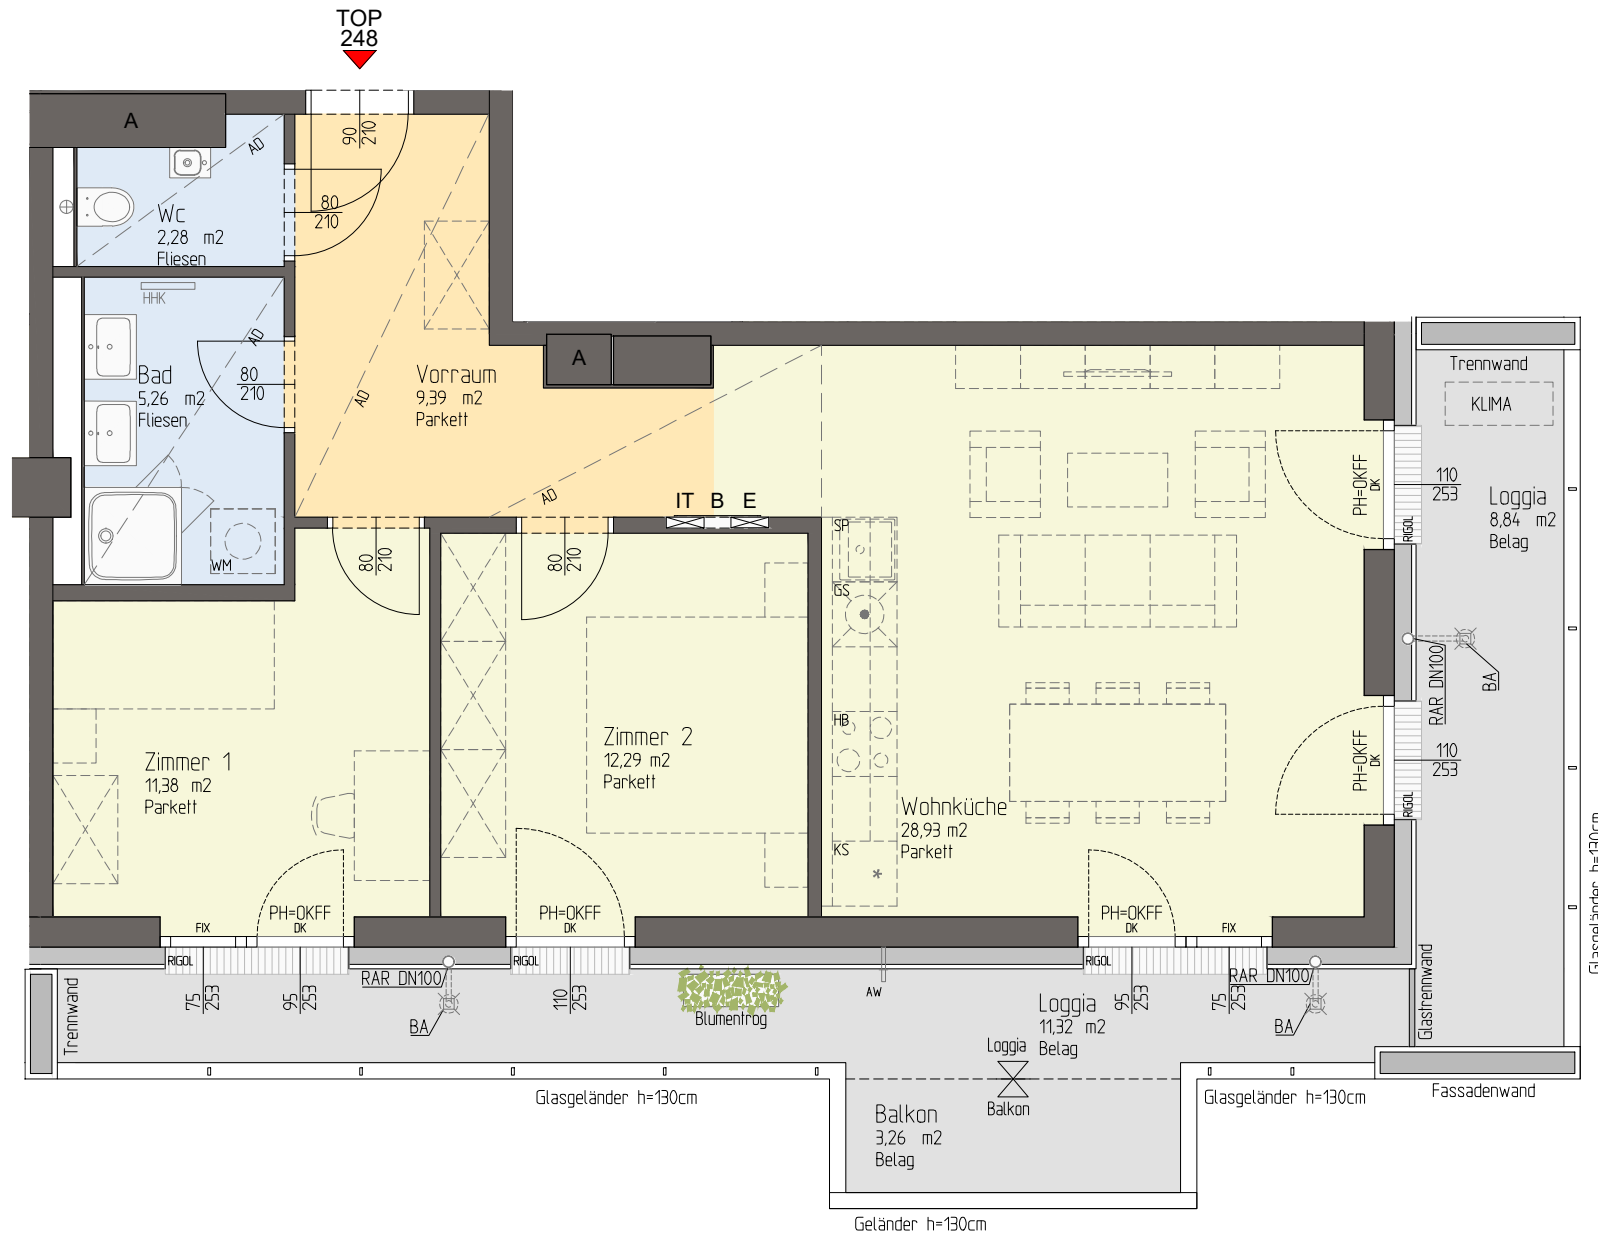 TOP
248
A
AD
90
210
80
210
Wc
2,28 m2
Fliesen
HHK
AD
Bad
5,26 m2
Fliesen
80
210
WM
Vorraum
9,39 m2
Parkett
AD
A
AD
IT B E
80
210
80
210
Zimmer 1
11,38 m2
Parkett
Zimmer 2
12,29 m2
Parkett
SP
GS
HB
KS
*
Wohnküche
28,93 m2
Parkett
PH=OKFF
DK
RIGOL
110
253
PH=OKFF
DK
RIGOL
110
253
Trennwand
KLIMA
Loggia
8,84 m2
Belag
RAR DN100
BA
Glasgeländer h=130cm
Glastrennwand
FIX
PH=OKFF
DK
PH=OKFF
DK
PH=OKFF
DK
FIX
RIGOL
75
253
95
253
RAR DN100
BA
RIGOL
110
253
Blumentrog
AW
RIGOL
95
253
75
253
RAR DN100
BA
Trennwand
Loggia
11,32 m2
Belag
Loggia
Balkon
Balkon
3,26 m2
Belag
Glasgeländer h=130cm
Glasgeländer h=130cm
Fassadenwand
Geländer h=130cm